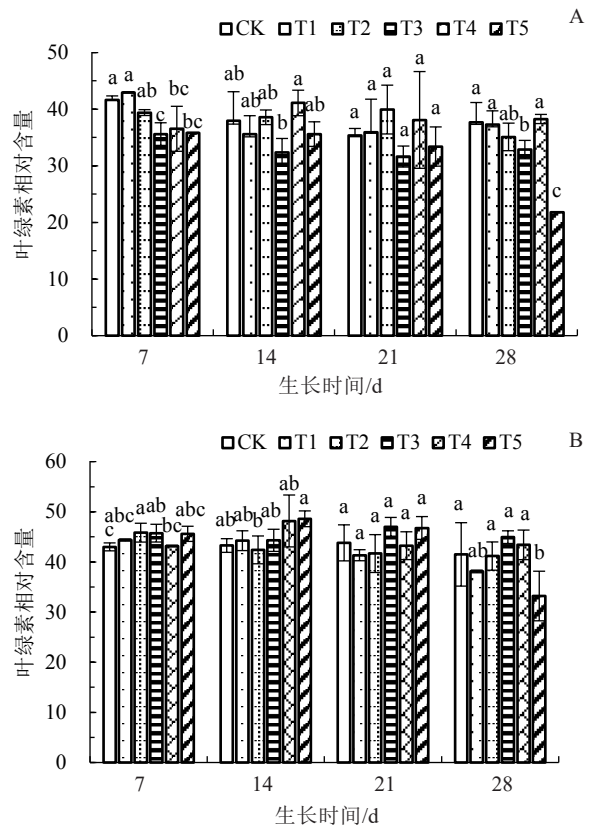 A
CK T1 T2 T3 T4 T5
50
40
30
20
10
0
叶绿素相对含量
a a ab c bc bc
ab a ab b a ab
a a a a a a
a a ab b a c
7 14 21 28
生长时间/d
B
CK T1 T2 T3 T4 T5
60
50
40
30
20
10
0
叶绿素相对含量
c abc a ab bc abc
ab ab b ab ab a
a a a a a a
a ab a a a b
7 14 21 28
生长时间/d